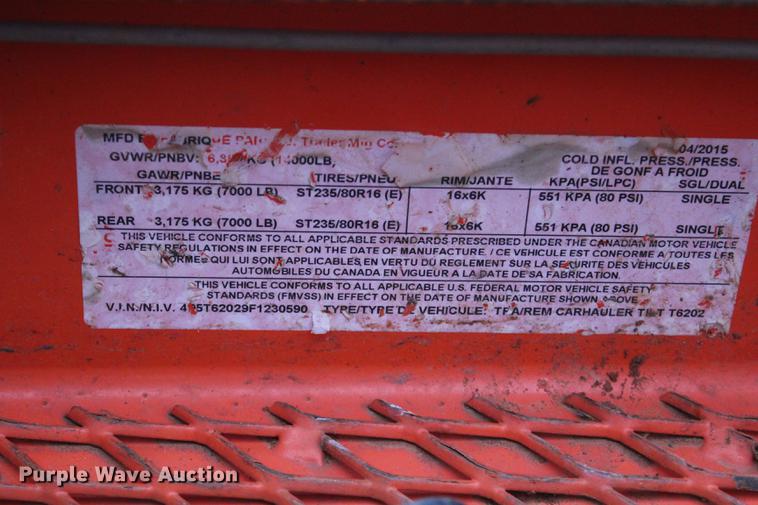 MFD Trailer Mfg Co.
04/2015
GVWR/PNBV: KG COLD INFL. PRESS./PRESS.
DE GONF A FROID
GAWR/PNBE TIRES/PNEU RIM/JANTE KPA(PSI/LPC) SGL/DUAL
FRONT 3,175 KG (7000 LB) ST235/80R16 (E) 16x6K 551 KPA (80 PSI) SINGLE
REAR 3,175 KG (7000 LB) ST235/80R16 (E) 16x6K 551 KPA (80 PSI) SINGLE
THIS VEHICLE CONFORMS TO ALL APPLICABLE STANDARDS PRESCRIBED UNDER THE CANADIAN MOTOR VEHICLE
SAFETY REGULATIONS IN EFFECT ON THE DATE OF MANUFACTURE. / CE VEHICULE EST CONFORME A TOUTES LES
NORMES QUI LUI SONT APPLICABLES EN VERTU DU REGLEMENT SUR LA SECURITE DES VEHICULES
AUTOMOBILES DU CANADA EN VIGUEUR A LA DATE DE SA FABRICATION.
THIS VEHICLE CONFORMS TO ALL APPLICABLE U.S. FEDERAL MOTOR VEHICLE SAFETY
STANDARDS (FMVSS) IN EFFECT ON THE DATE OF MANUFACTURE SHOWN ABOVE
V.I.N./N.I.V. TYPE/TYPE DE VEHICULE: TRA/REM CARHAULER TILT T6202
Purple Wave Auction